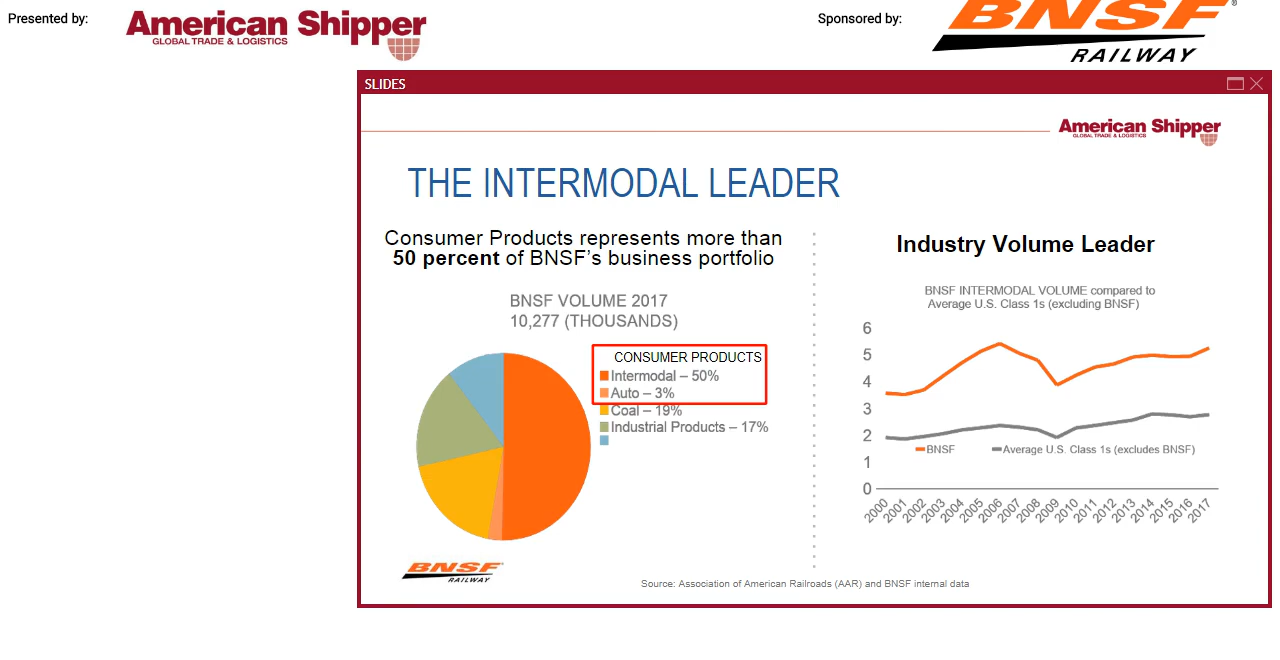 Presented by:
American Shipper
GLOBAL TRADE & LOGISTICS
Sponsored by:
BNSF®
RAILWAY
SLIDES
American Shipper
GLOBAL TRADE & LOGISTICS
THE INTERMODAL LEADER
Consumer Products represents more than
50 percent of BNSF's business portfolio
BNSF VOLUME 2017
10,277 (THOUSANDS)
CONSUMER PRODUCTS
Intermodal – 50%
Auto – 3%
Coal – 19%
Industrial Products – 17%
BNSF
RAILWAY
Industry Volume Leader
BNSF INTERMODAL VOLUME compared to
Average U.S. Class 1s (excluding BNSF)
6
5
4
3
2
1
0
BNSF
Average U.S. Class 1s (excludes BNSF)
2000 2001 2002 2003 2004 2005 2006 2007 2008 2009 2010 2011 2012 2013 2014 2015 2016 2017
Source: Association of American Railroads (AAR) and BNSF internal data